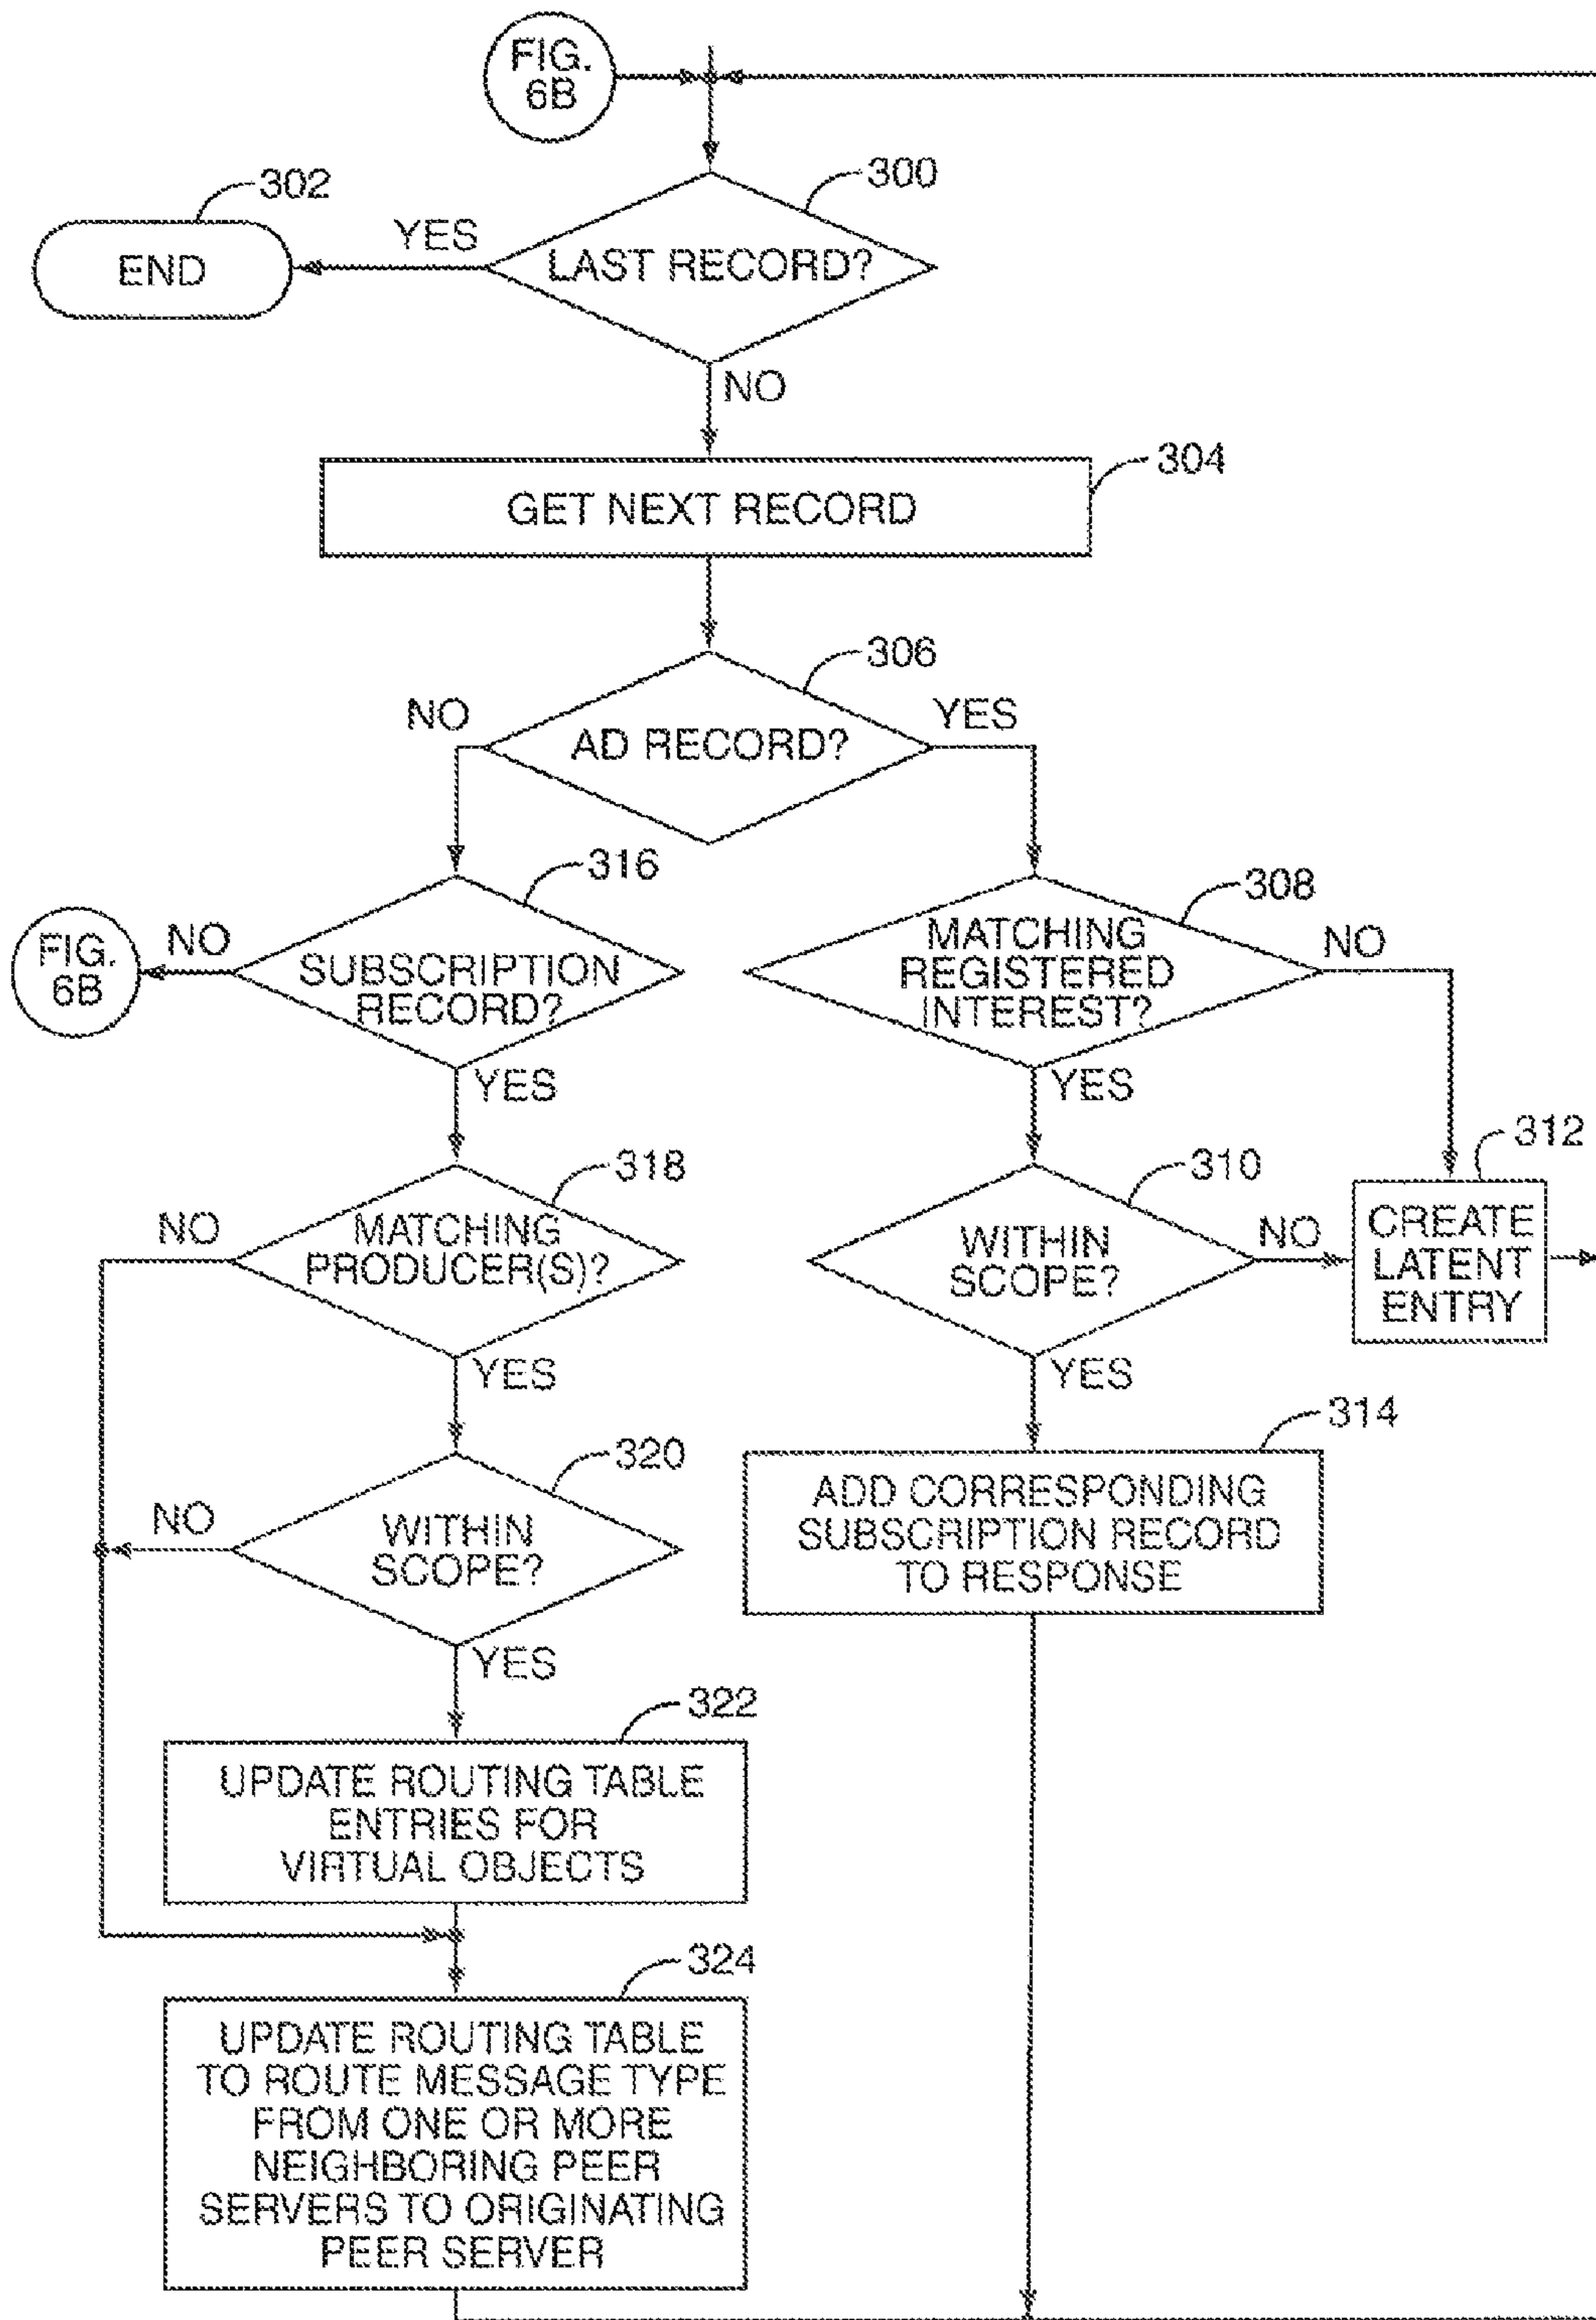 FIG.
6B
300
302
YES
END
LAST RECORD?
NO
304
GET NEXT RECORD
306
NO
YES
AD RECORD?
316
308
FIG.
6B
NO
SUBSCRIPTION
RECORD?
MATCHING
REGISTERED
INTEREST?
NO
YES
YES
312
318
310
NO
MATCHING
PRODUCER(S)?
WITHIN
SCOPE?
NO
CREATE
LATENT
ENTRY
YES
YES
314
320
NO
WITHIN
SCOPE?
ADD CORRESPONDING
SUBSCRIPTION RECORD
TO RESPONSE
YES
322
UPDATE ROUTING TABLE
ENTRIES FOR
VIRTUAL OBJECTS
324
UPDATE ROUTING TABLE
TO ROUTE MESSAGE TYPE
FROM ONE OR MORE
NEIGHBORING PEER
SERVERS TO ORIGINATING
PEER SERVER